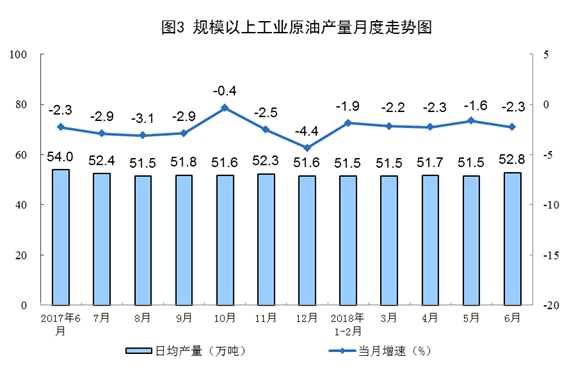 图3 规模以上工业原油产量月度走势图
100
80
60
40
20
0
5
0
-5
-10
-15
-20
-2.3
-2.9
-3.1
-2.9
-0.4
-2.5
-4.4
-1.9
-2.2
-2.3
-1.6
-2.3
54.0
52.4
51.5
51.8
51.6
52.3
51.6
51.5
51.5
51.7
51.5
52.8
2017年6月
7月
8月
9月
10月
11月
12月
2018年1-2月
3月
4月
5月
6月
日均产量（万吨）
当月增速（%）